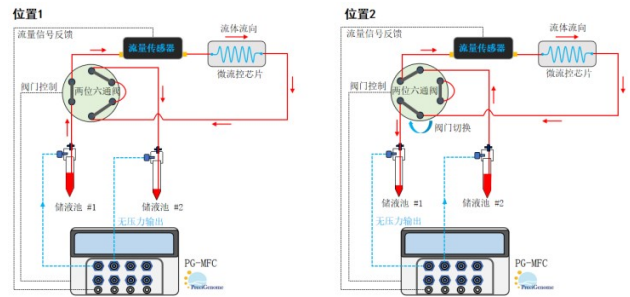 位置1
流量信号反馈
流体流向
流量传感器
微流控芯片
阀门控制
两位六通阀
储液池 #1
储液池 #2
无压力输出
PG-MFC
PreciGenome
位置2
流量信号反馈
流体流向
流量传感器
微流控芯片
阀门控制
两位六通阀
阀门切换
储液池 #1
储液池 #2
无压力输出
PG-MFC
PreciGenome